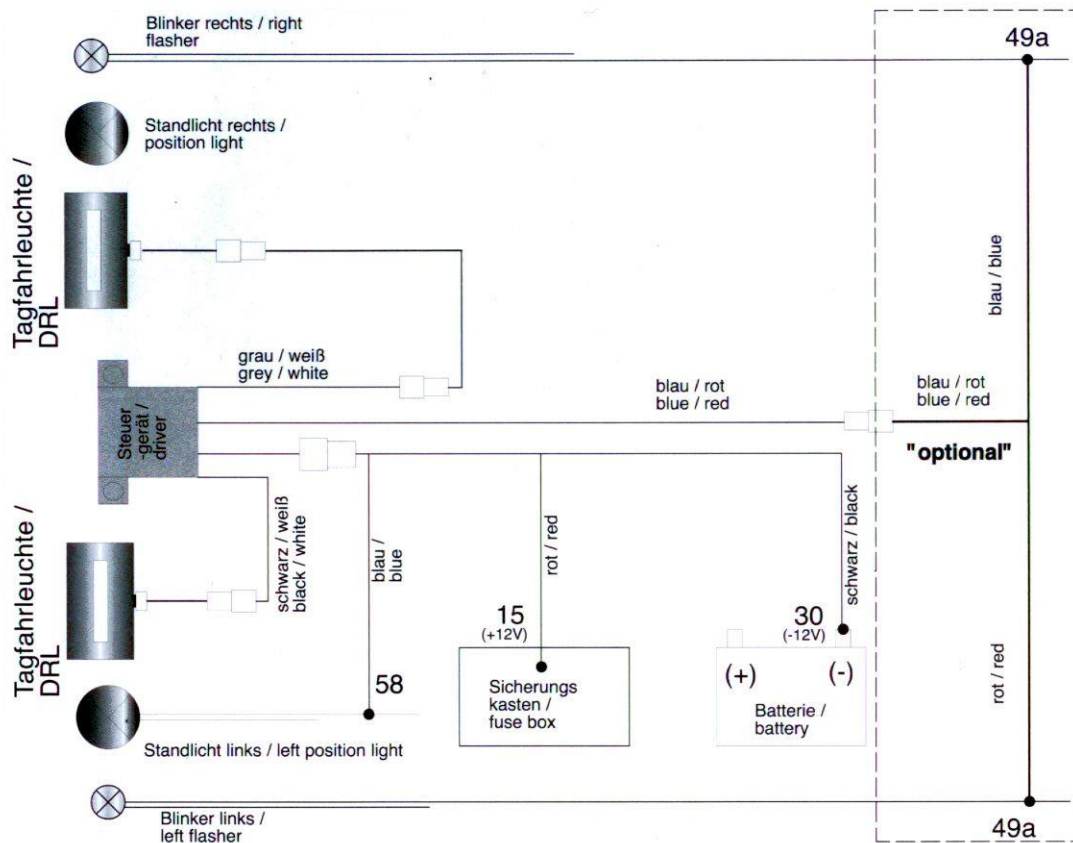 Blinker rechts / right
flasher
49a
Standlicht rechts /
position light
Tagfahrleuchte /
DRL
blau / blue
grau / weiß
grey / white
blau / rot
blue / red
blau / rot
blue / red
"optional"
Steuer
-gerät /
driver
schwarz / weiß
black / white
blau /
blue
rot / red
schwarz / black
Tagfahrleuchte /
DRL
15
(+12V)
30
(-12V)
rot / red
58
Sicherungs
kasten /
fuse box
(+)
(-)
Batterie /
battery
Standlicht links / left position light
Blinker links /
left flasher
49a